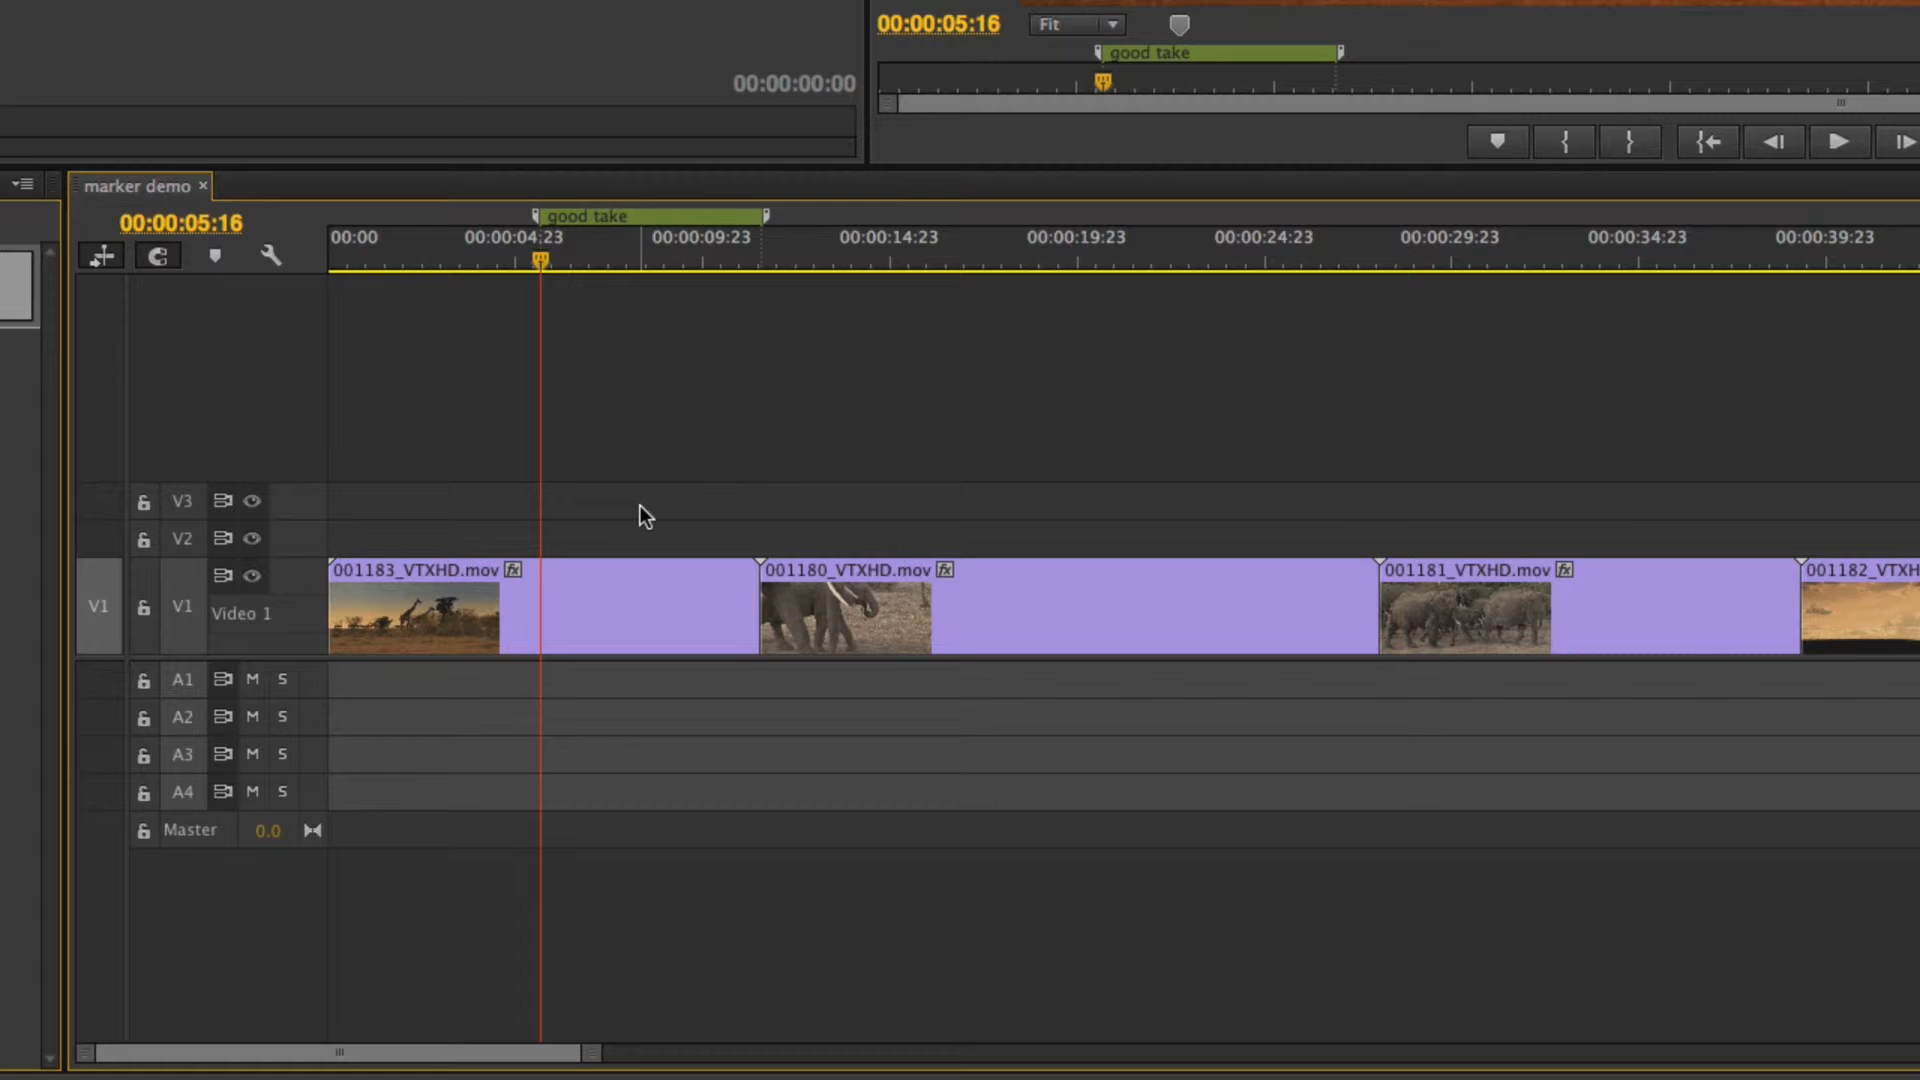 00:00:05:16 Fit
good take
00:00:00:00
marker demo ×
00:00:05:16
good take
00:00 00:00:04:23 00:00:09:23 00:00:14:23 00:00:19:23 00:00:24:23 00:00:29:23 00:00:34:23 00:00:39:23
V3
V2
001183_VTXHD.mov fx 001180_VTXHD.mov fx 001181_VTXHD.mov fx 001182_VTXH
V1 V1 Video 1
A1 M S
A2 M S
A3 M S
A4 M S
Master 0.0